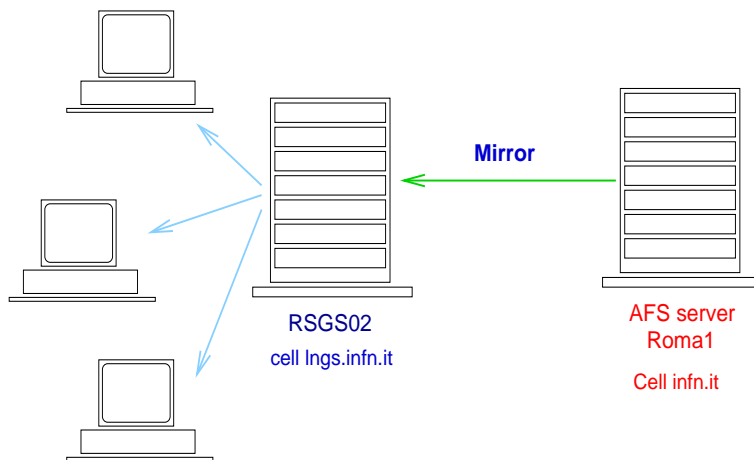 Mirror
RSGS02
cell lngs.infn.it
AFS server
Roma1
Cell infn.it